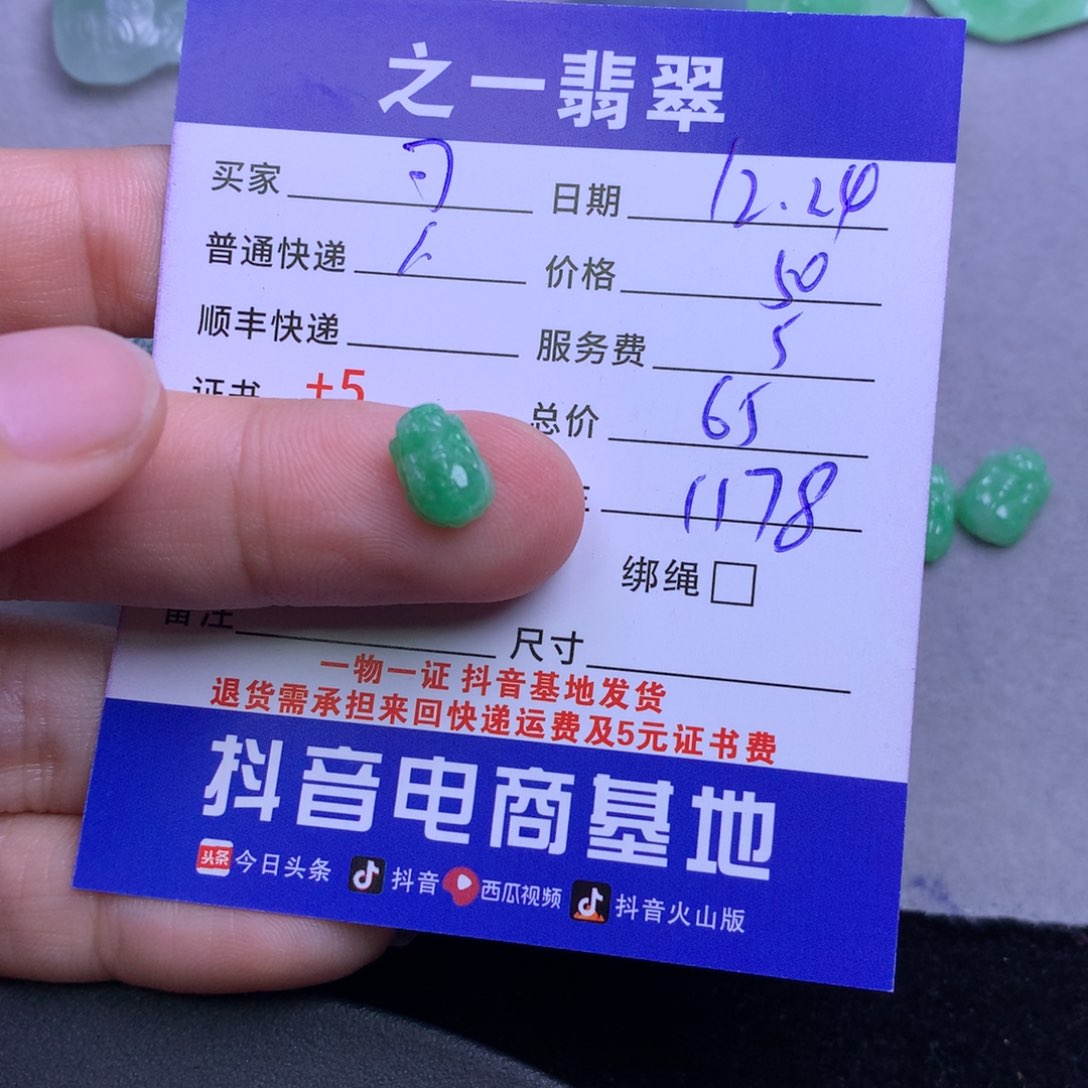 之一翡翠
买家 日期 12.24
普通快递 价格 50
顺丰快递 服务费 5
证书 +5 总价 65
1178
绑绳
备注 尺寸
一物一证 抖音基地发货
退货需承担来回快递运费及5元证书费
抖音电商基地
头条 今日头条 抖音 西瓜视频 抖音火山版